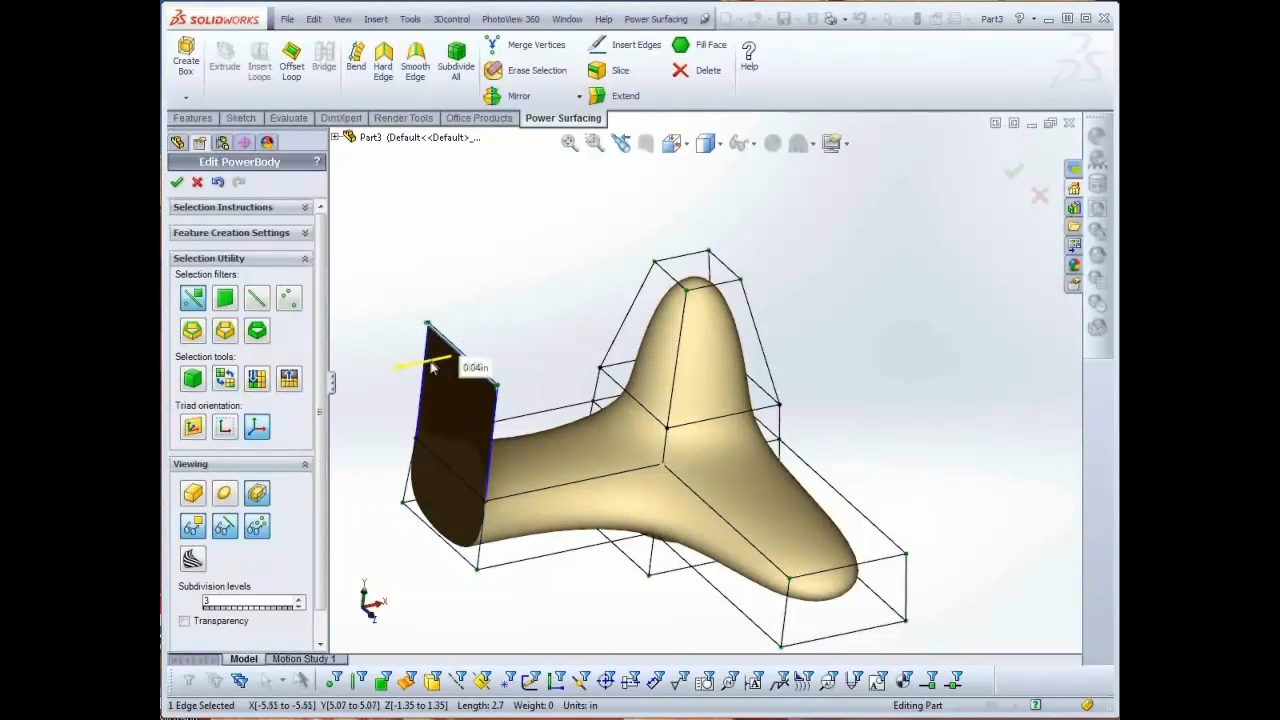 SOLIDWORKS File Edit View Insert Tools 3Dcontrol PhotoView 360 Window Help Power Surfacing Part3
Create Box Extrude Insert Loops Offset Loop Bridge Bend Hard Edge Smooth Edge Subdivide All
Merge Vertices Insert Edges Fill Face
Erase Selection Slice Delete Help
Mirror Extend
Features Sketch Evaluate DimXpert Render Tools Office Products Power Surfacing
Part3 (Default<<Default>_...
Edit PowerBody ?
Selection Instructions
Feature Creation Settings
Selection Utility
Selection filters:
Selection tools:
Triad orientation:
Viewing
Subdivision levels
3
Transparency
0.04in
Y
X
Z
Model Motion Study 1
1 Edge Selected X[-5.51 to -5.51] Y[5.07 to 5.07] Z[-1.35 to 1.35] Length: 2.7 Weight: 0 Units: in Editing Part